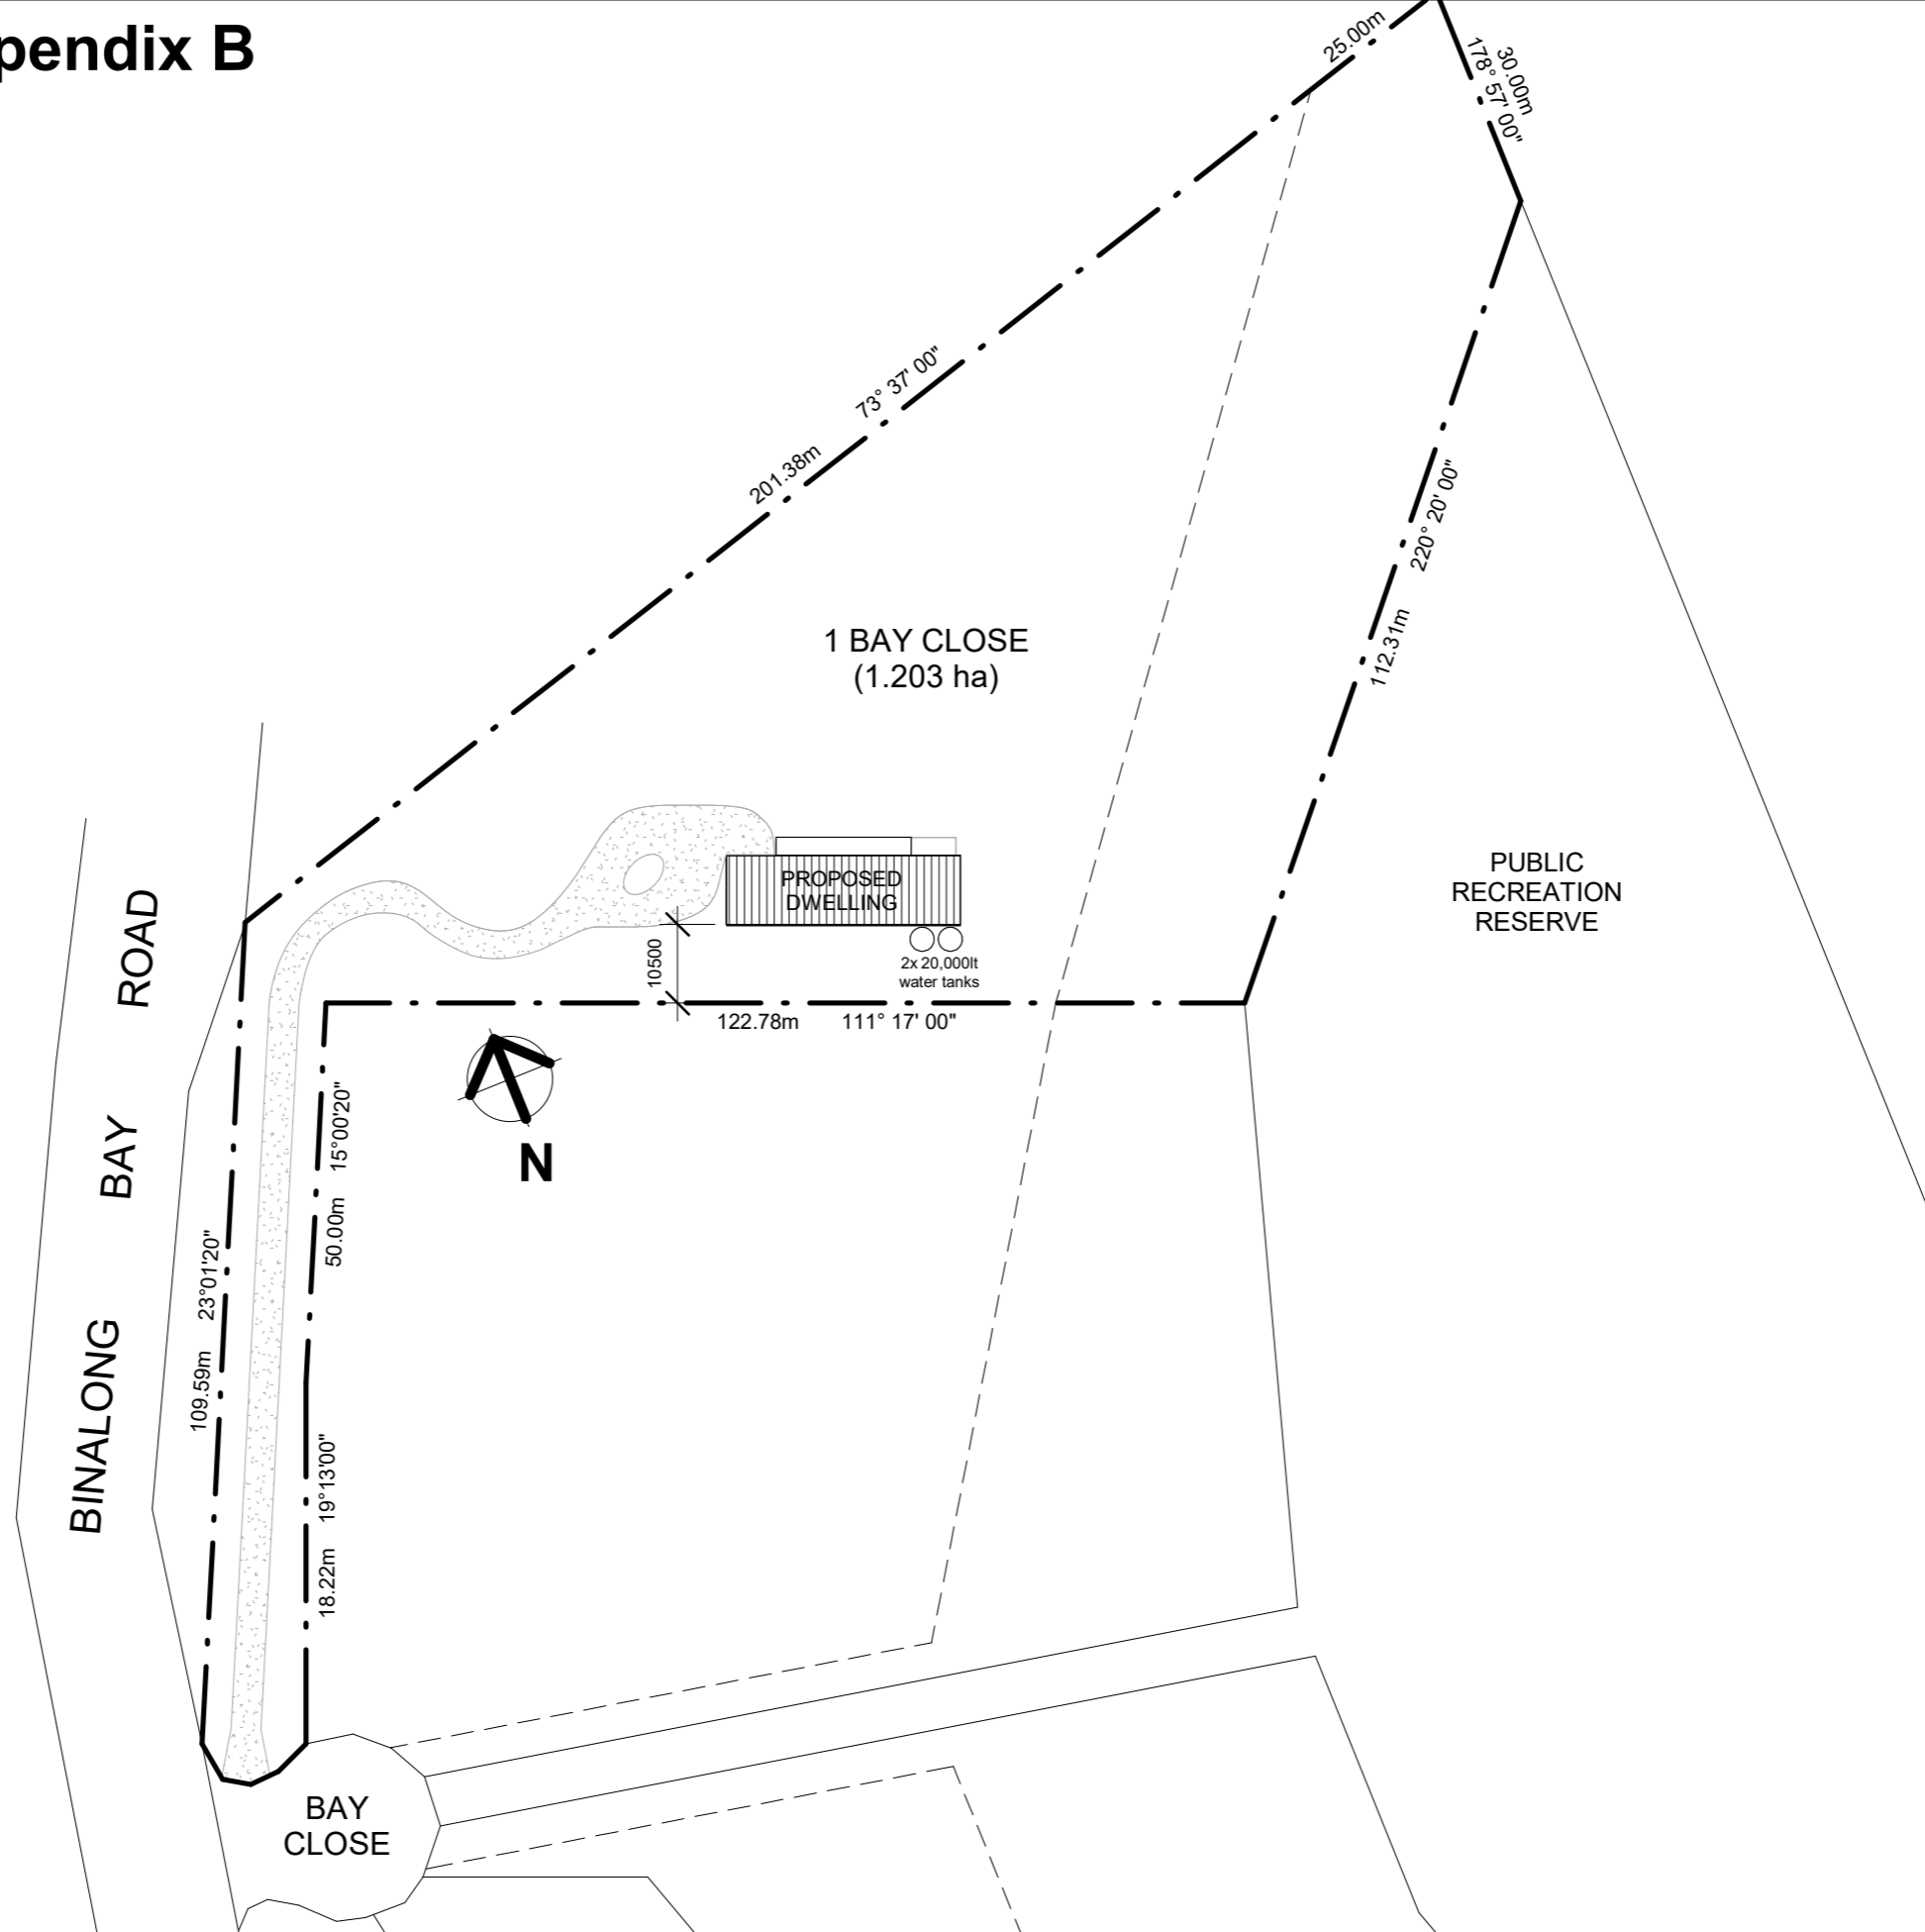 pendix B
25.00m
30.00m
178° 57' 00"
73° 37' 00"
201.38m
220° 20' 00"
112.31m
1 BAY CLOSE
(1.203 ha)
PUBLIC
RECREATION
RESERVE
PROPOSED
DWELLING
10500
2x 20,000lt
water tanks
122.78m 111° 17' 00"
N
15°00'20"
50.00m
23°01'20"
109.59m
19°13'00"
18.22m
BINALONG BAY ROAD
BAY
CLOSE